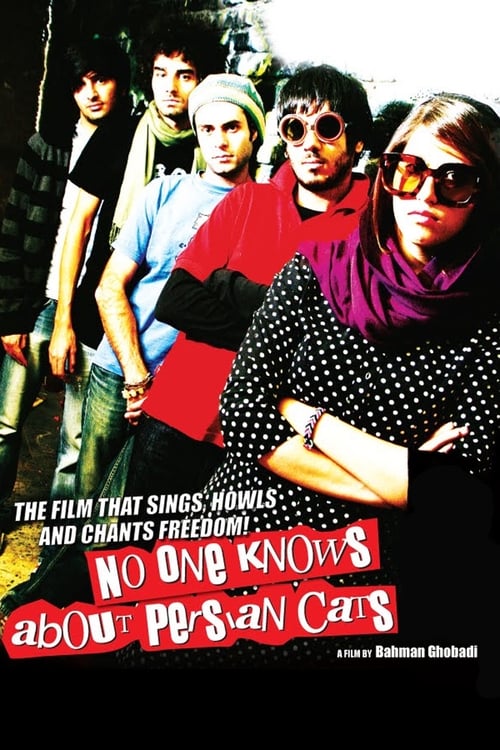 THE FILM THAT SINGS, HOWLS
AND CHANTS FREEDOM!
NO ONE KNOWS
ABOUT PERSIAN CATS
A FILM BY Bahman Ghobadi